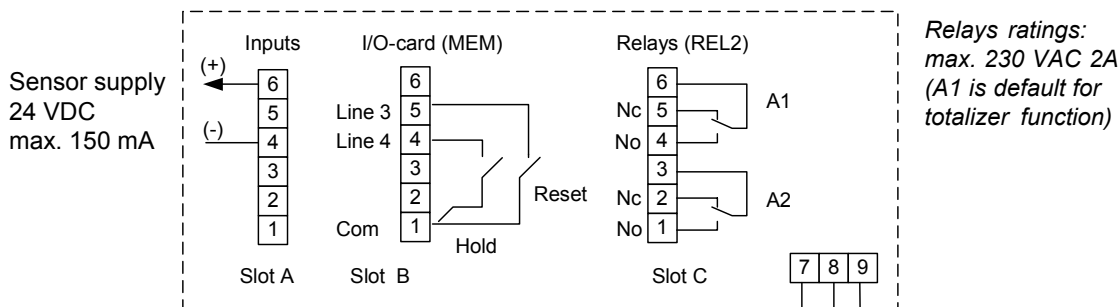 Inputs
I/O-card (MEM)
Relays (REL2)
Relays ratings:
max. 230 VAC 2A
(A1 is default for
totalizer function)
Sensor supply
24 VDC
max. 150 mA
(+)
(-)
6
5
4
3
2
1
Slot A
Line 3
Line 4
Com
6
5
4
3
2
1
Reset
Hold
Slot B
Nc
No
Nc
No
6
5
4
3
2
1
A1
A2
Slot C
7 8 9